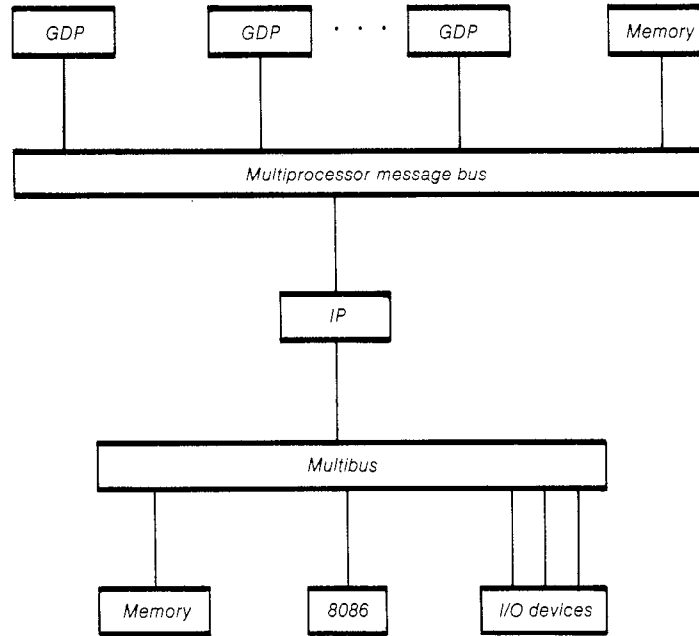 GDP GDP . . . GDP Memory
Multiprocessor message bus
IP
Multibus
Memory 8086 I/O devices